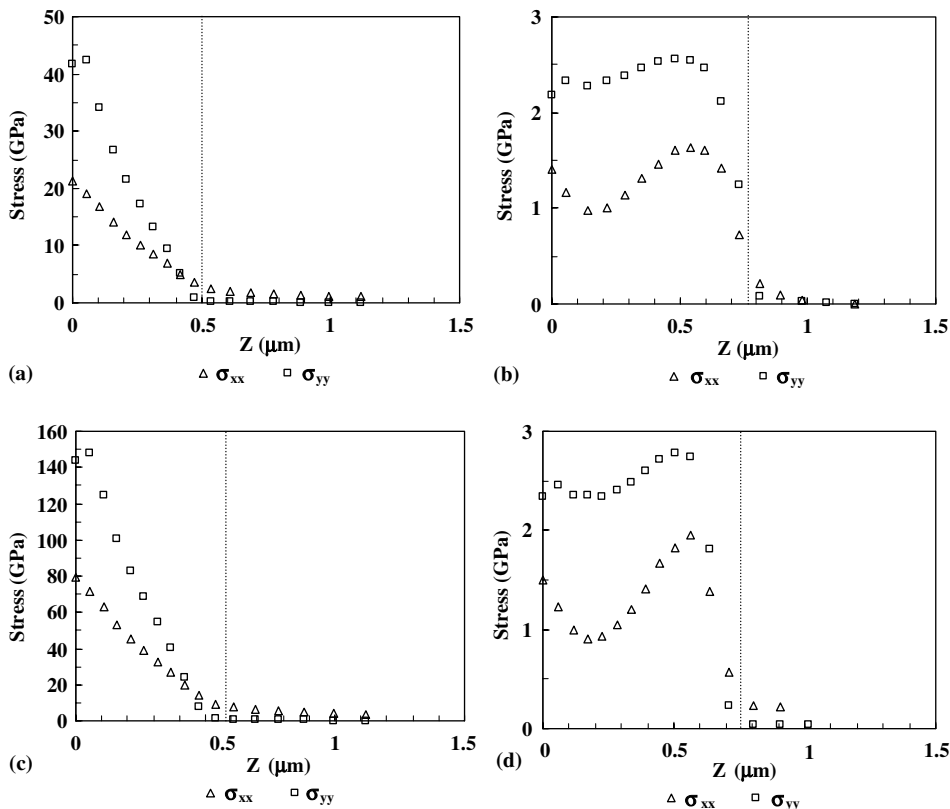 50
40
30
20
10
0
Stress (GPa)
0
0.5
1
1.5
Z (μm)
(a)
σxx
σyy
3
2
1
0
Stress (GPa)
0
0.5
1
1.5
Z (μm)
(b)
σxx
σyy
160
140
120
100
80
60
40
20
0
Stress (GPa)
0
0.5
1
1.5
Z (μm)
(c)
σxx
σyy
3
2
1
0
Stress (GPa)
0
0.5
1
1.5
Z (μm)
(d)
σxx
σyy